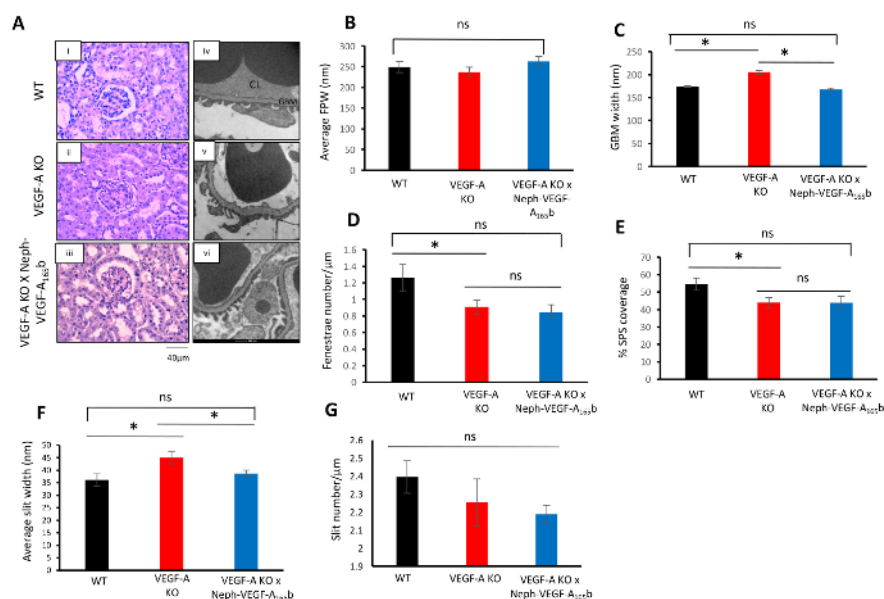 A
i
iv
WT
CL
GBM
ii
v
VEGF-A KO
iii
vi
VEGF-A KO X Neph-
VEGF-A₁₆₅b
40μm
B
ns
Average FPW (nm)
300
250
200
150
100
50
0
WT
VEGF-A
KO
VEGF-A KO x
Neph-VEGF-
A₁₆₅b
C
ns
*
*
GBM width (nm)
250
200
150
100
50
0
WT
VEGF-A
KO
VEGF-A KO x
Neph-VEGF-A₁₆₅b
D
ns
*
ns
Fenestrae number/μm
1.6
1.4
1.2
1
0.8
0.6
0.4
0.2
0
WT
VEGF-A
KO
VEGF-A KO x
Neph-VEGF-A₁₆₅b
E
ns
*
ns
% SPS coverage
70
60
50
40
30
20
10
0
WT
VEGF-A
KO
VEGF-A KO x
Neph-VEGF-A₁₆₅b
F
ns
*
*
Average slit width (nm)
50
45
40
35
30
25
20
15
10
5
0
WT
VEGF-A
KO
VEGF-A KO x
Neph-VEGF-A₁₆₅b
G
ns
Slit number/μm
2.6
2.5
2.4
2.3
2.2
2.1
2
1.9
WT
VEGF-A KO
VEGF-A KO x
Neph-VEGF-A₁₆₅b